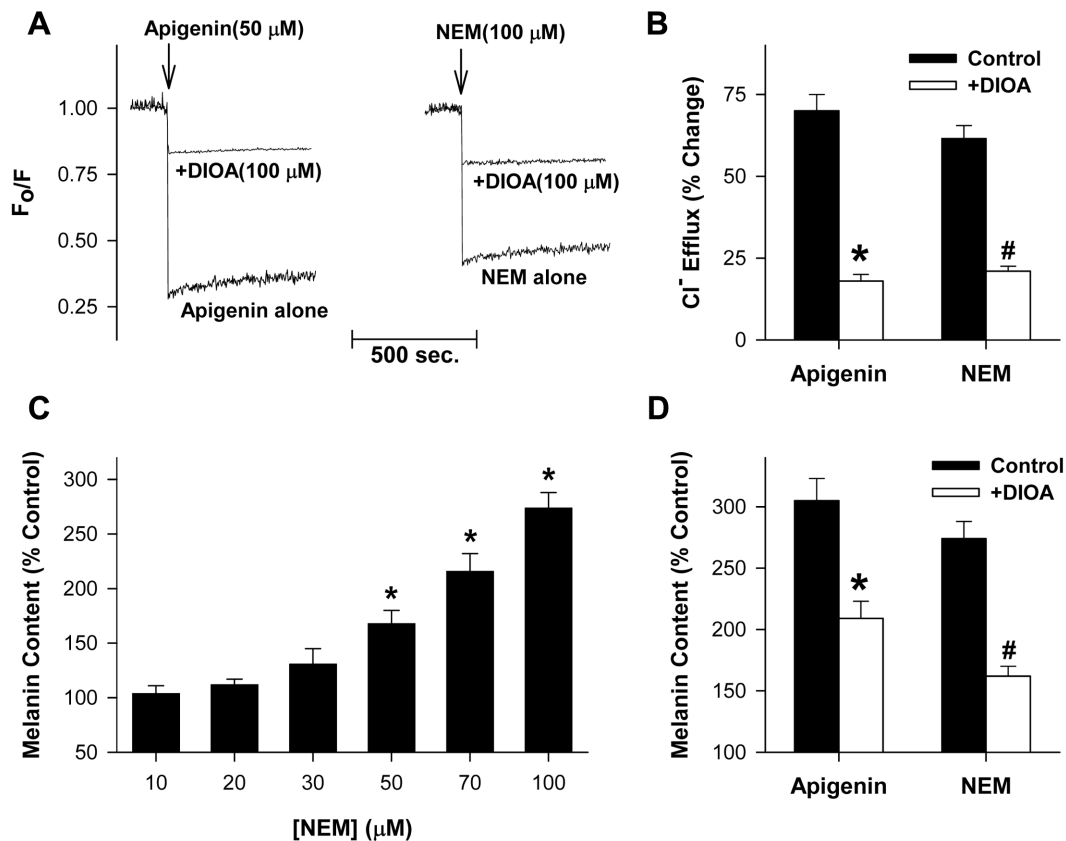 A
Apigenin(50 μM)
NEM(100 μM)
1.00
0.75
0.50
0.25
Fo/F
+DIOA(100 μM)
+DIOA(100 μM)
Apigenin alone
NEM alone
500 sec.
B
Control
+DIOA
Cl⁻ Efflux (% Change)
75
50
25
0
*
#
Apigenin
NEM
C
Melanin Content (% Control)
300
250
200
150
100
50
*
*
*
10
20
30
50
70
100
[NEM] (μM)
D
Control
+DIOA
Melanin Content (% Control)
300
250
200
150
100
*
#
Apigenin
NEM